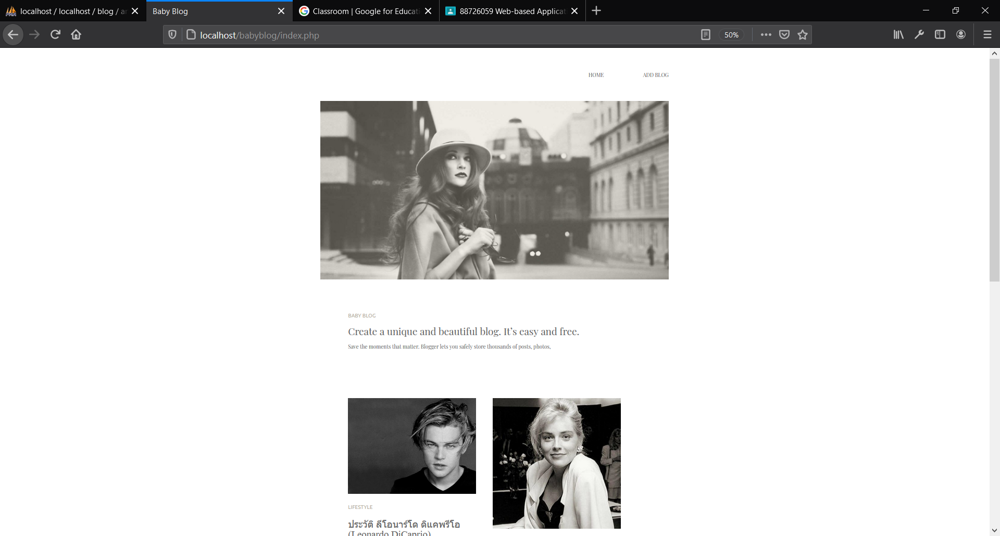 localhost / localhost / blog / ar
Baby Blog
Classroom | Google for Educati
88726059 Web-based Applicat
localhost/babyblog/index.php
50%
HOME
ADD BLOG
BABY BLOG
Create a unique and beautiful blog. It’s easy and free.
Save the moments that matter. Blogger lets you safely store thousands of posts, photos,
LIFESTYLE
ประวัติ ลีโอนาร์โด ดิแคพรีโอ
(Leonardo DiCaprio)